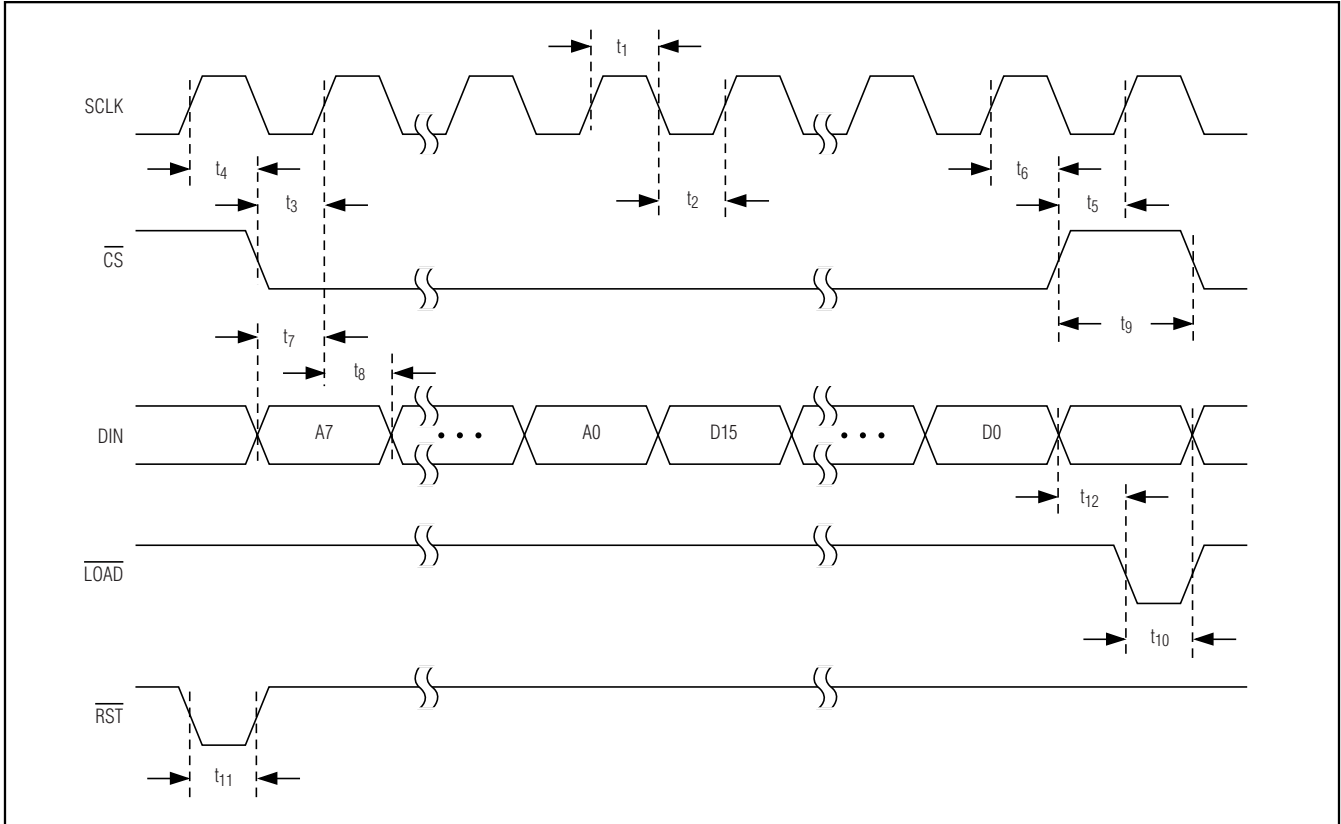 t1
SCLK
t4
t6
t3
t2
t5
CS
t9
t7
t8
DIN
A7
• • •
A0
D15
• • •
D0
t12
LOAD
t10
RST
t11